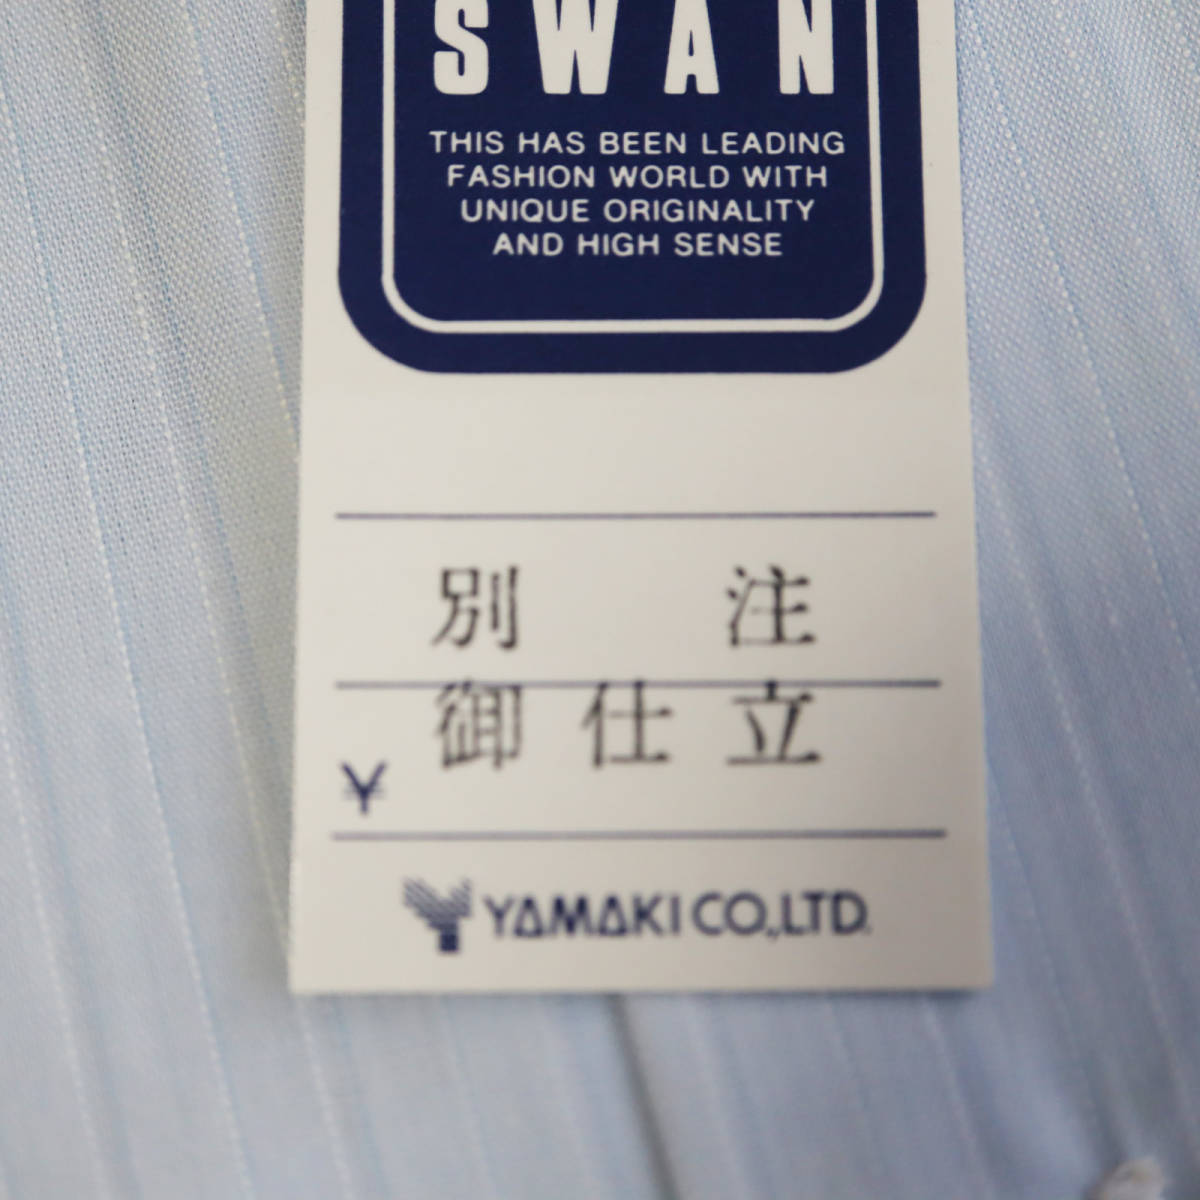 SWAN
THIS HAS BEEN LEADING
FASHION WORLD WITH
UNIQUE ORIGINALITY
AND HIGH SENSE
別 注
御仕立
¥
YAMAKI CO.,LTD.